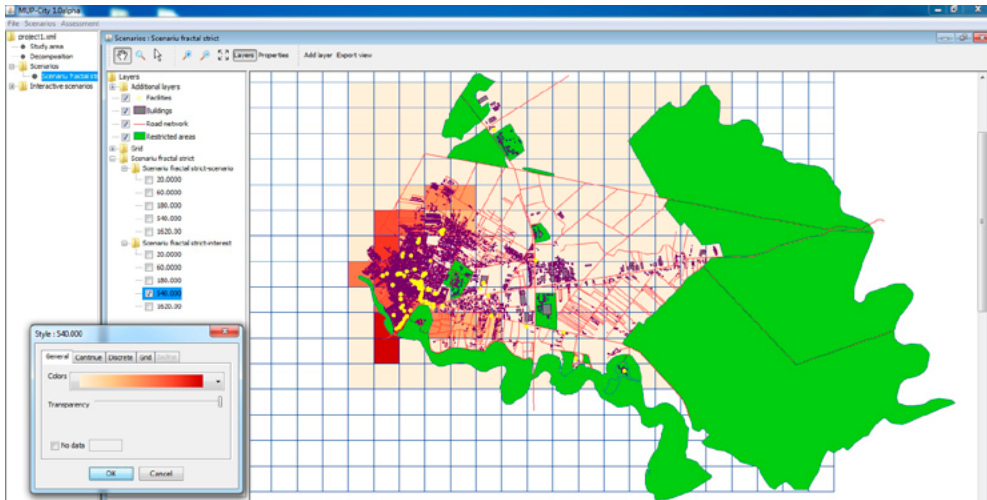 MUP-City 1.0alpha
File Scenarios Assessment
project1.xml
Study area
Decomposition
Scenarios
Scenariu fractal st
Interactive scenarios
Scenarios : Scenariu fractal strict
Layers Properties Add layer Export view
Layers
Additional layers
Facilities
Buildings
Road network
Restricted areas
Grid
Scenariu fractal strict
Scenariu fractal strict-scenario
20.0000
60.0000
180.000
540.000
1620.00
Scenariu fractal strict-interest
20.0000
60.0000
180.000
540.000
1620.00
Style : 540.000
General Continue Discrete Grid
Colors
Transparency
No data
OK Cancel